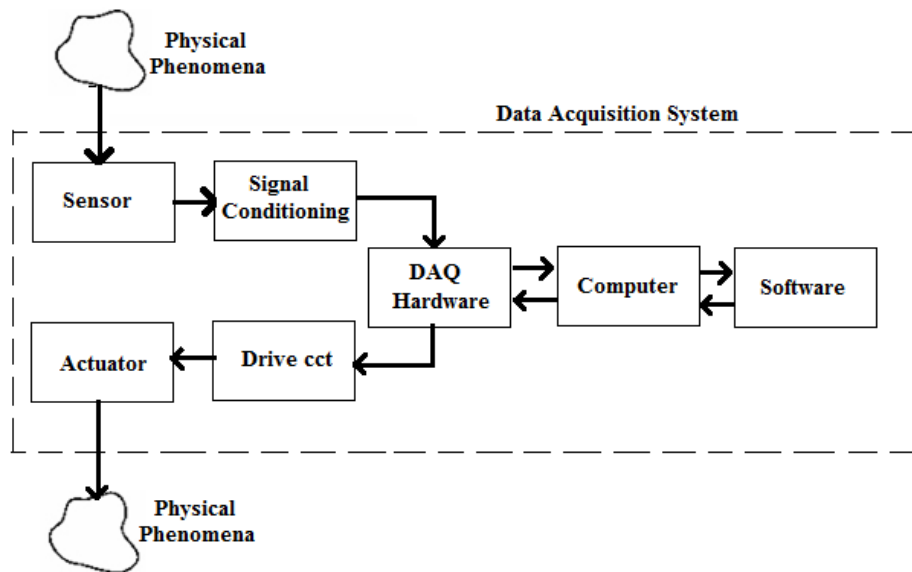 Physical
Phenomena
Data Acquisition System
Sensor
Signal
Conditioning
DAQ
Hardware
Computer
Software
Actuator
Drive cct
Physical
Phenomena